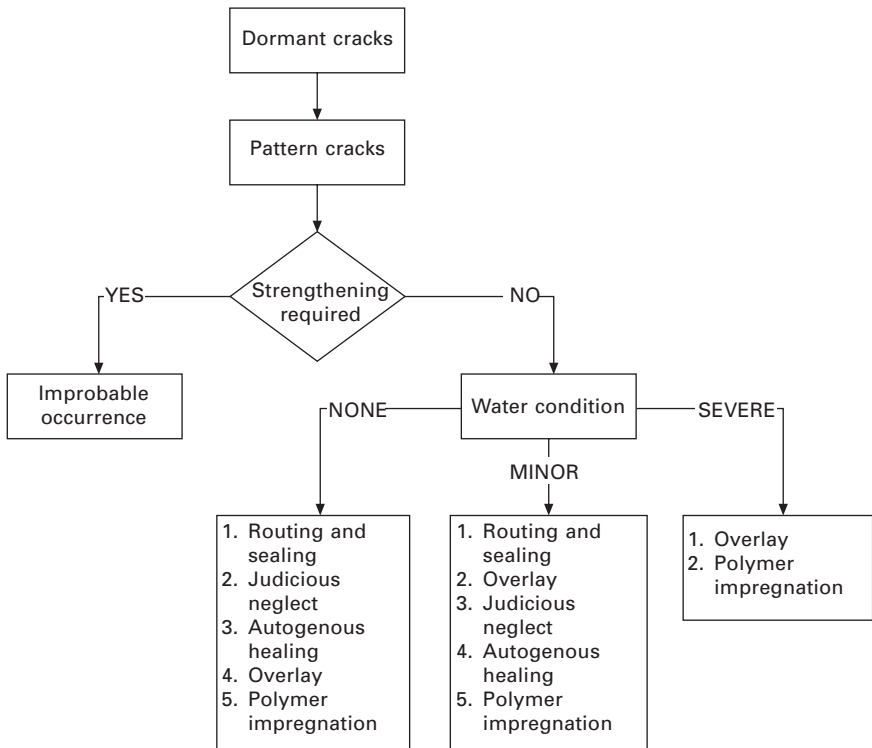 Dormant cracks
Pattern cracks
Strengthening
required
YES
NO
Improbable
occurrence
Water condition
NONE
SEVERE
MINOR
1. Routing and
sealing
2. Judicious
neglect
3. Autogenous
healing
4. Overlay
5. Polymer
impregnation
1. Routing and
sealing
2. Overlay
3. Judicious
neglect
4. Autogenous
healing
5. Polymer
impregnation
1. Overlay
2. Polymer
impregnation